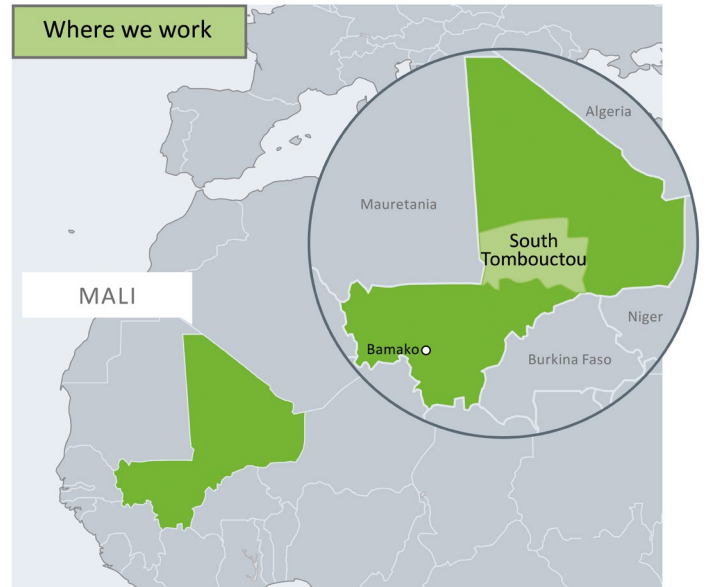 Where we work
MALI
Algeria
Mauretania
South
Tombouctou
Niger
Bamako
Burkina Faso